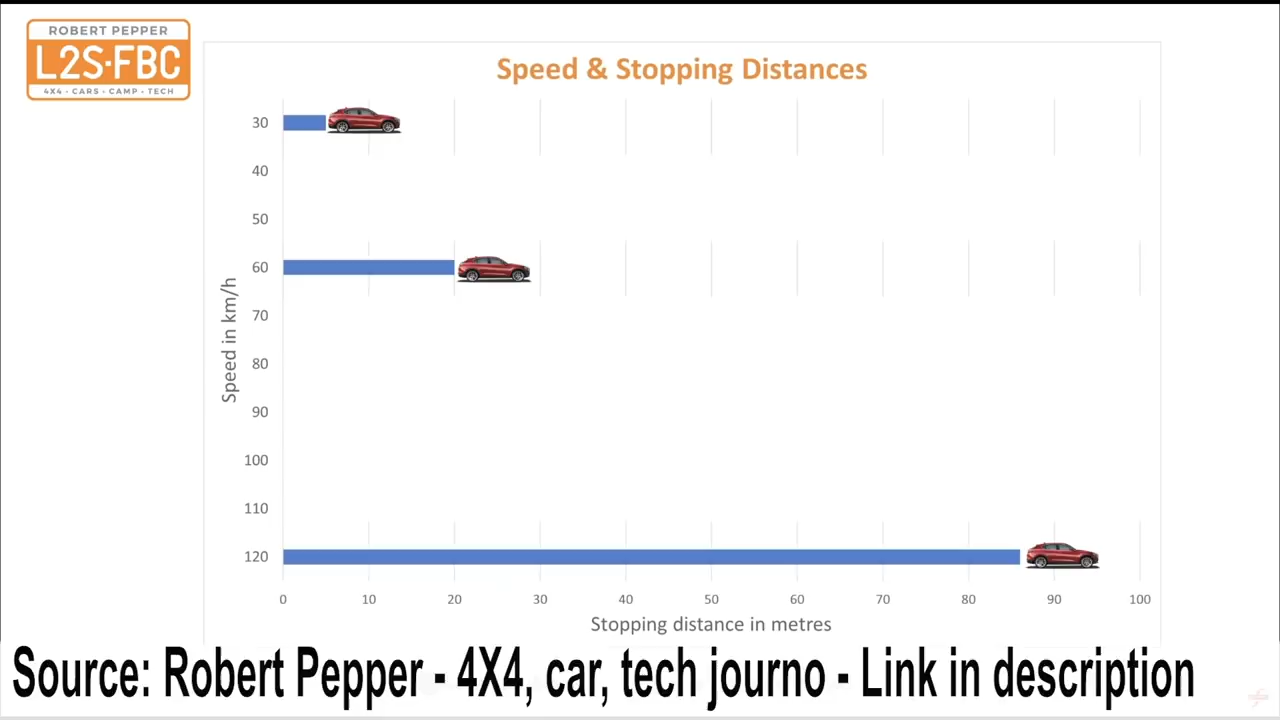 ROBERT PEPPER
L2S·FBC
4X4 - CARS - CAMP - TECH
Speed & Stopping Distances
30
40
50
60
70
80
90
100
110
120
Speed in km/h
0 10 20 30 40 50 60 70 80 90 100
Stopping distance in metres
Source: Robert Pepper - 4X4, car, tech journo - Link in description